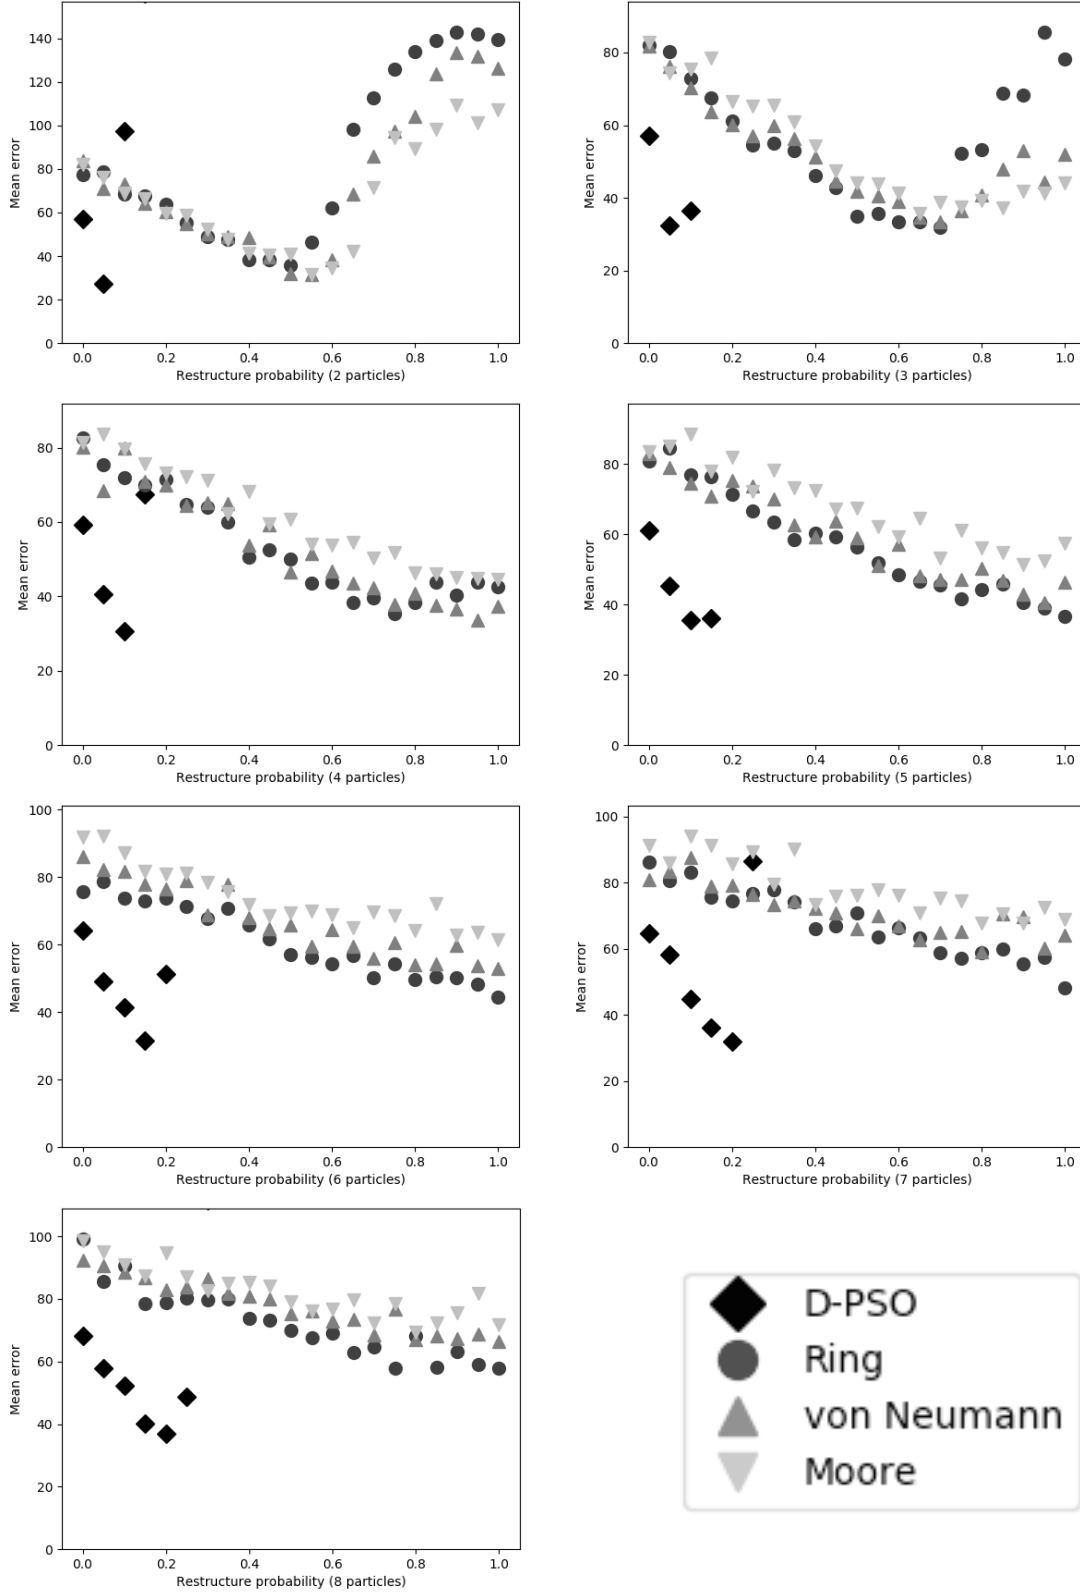 140
120
100
80
60
40
20
0
Mean error
0.0 0.2 0.4 0.6 0.8 1.0
Restructure probability (2 particles)
80
60
40
20
0
Mean error
0.0 0.2 0.4 0.6 0.8 1.0
Restructure probability (3 particles)
80
60
40
20
0
Mean error
0.0 0.2 0.4 0.6 0.8 1.0
Restructure probability (4 particles)
80
60
40
20
0
Mean error
0.0 0.2 0.4 0.6 0.8 1.0
Restructure probability (5 particles)
100
80
60
40
20
0
Mean error
0.0 0.2 0.4 0.6 0.8 1.0
Restructure probability (6 particles)
100
80
60
40
20
0
Mean error
0.0 0.2 0.4 0.6 0.8 1.0
Restructure probability (7 particles)
100
80
60
40
20
0
Mean error
0.0 0.2 0.4 0.6 0.8 1.0
Restructure probability (8 particles)
D-PSO
Ring
von Neumann
Moore